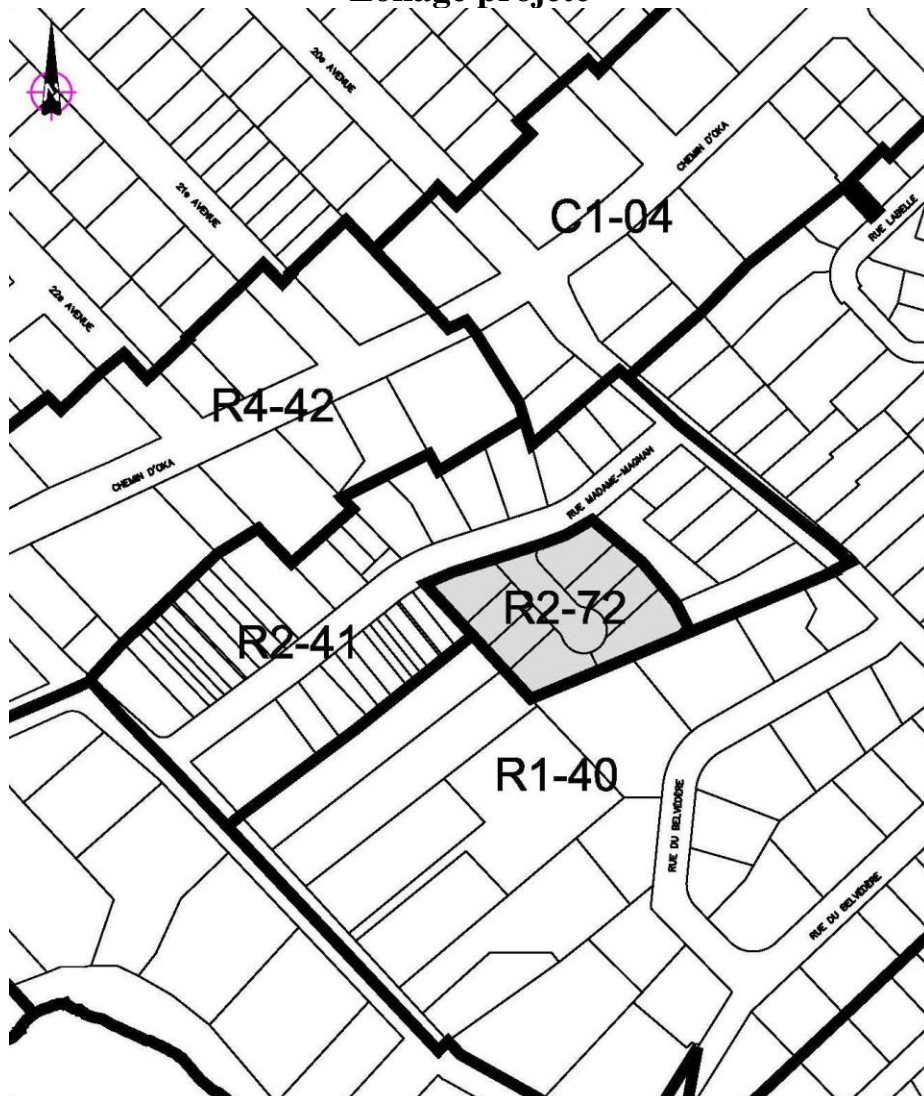 Zonage projeté
N
20e AVENUE
21e AVENUE
22e AVENUE
CHEMIN D'OKA
C1-04
RUE LABELLE
R4-42
CHEMIN D'OKA
RUE MADAME-MAGNAN
R2-72
R2-41
R1-40
RUE DU BELVÉDÈRE
RUE DU BELVÉDÈRE